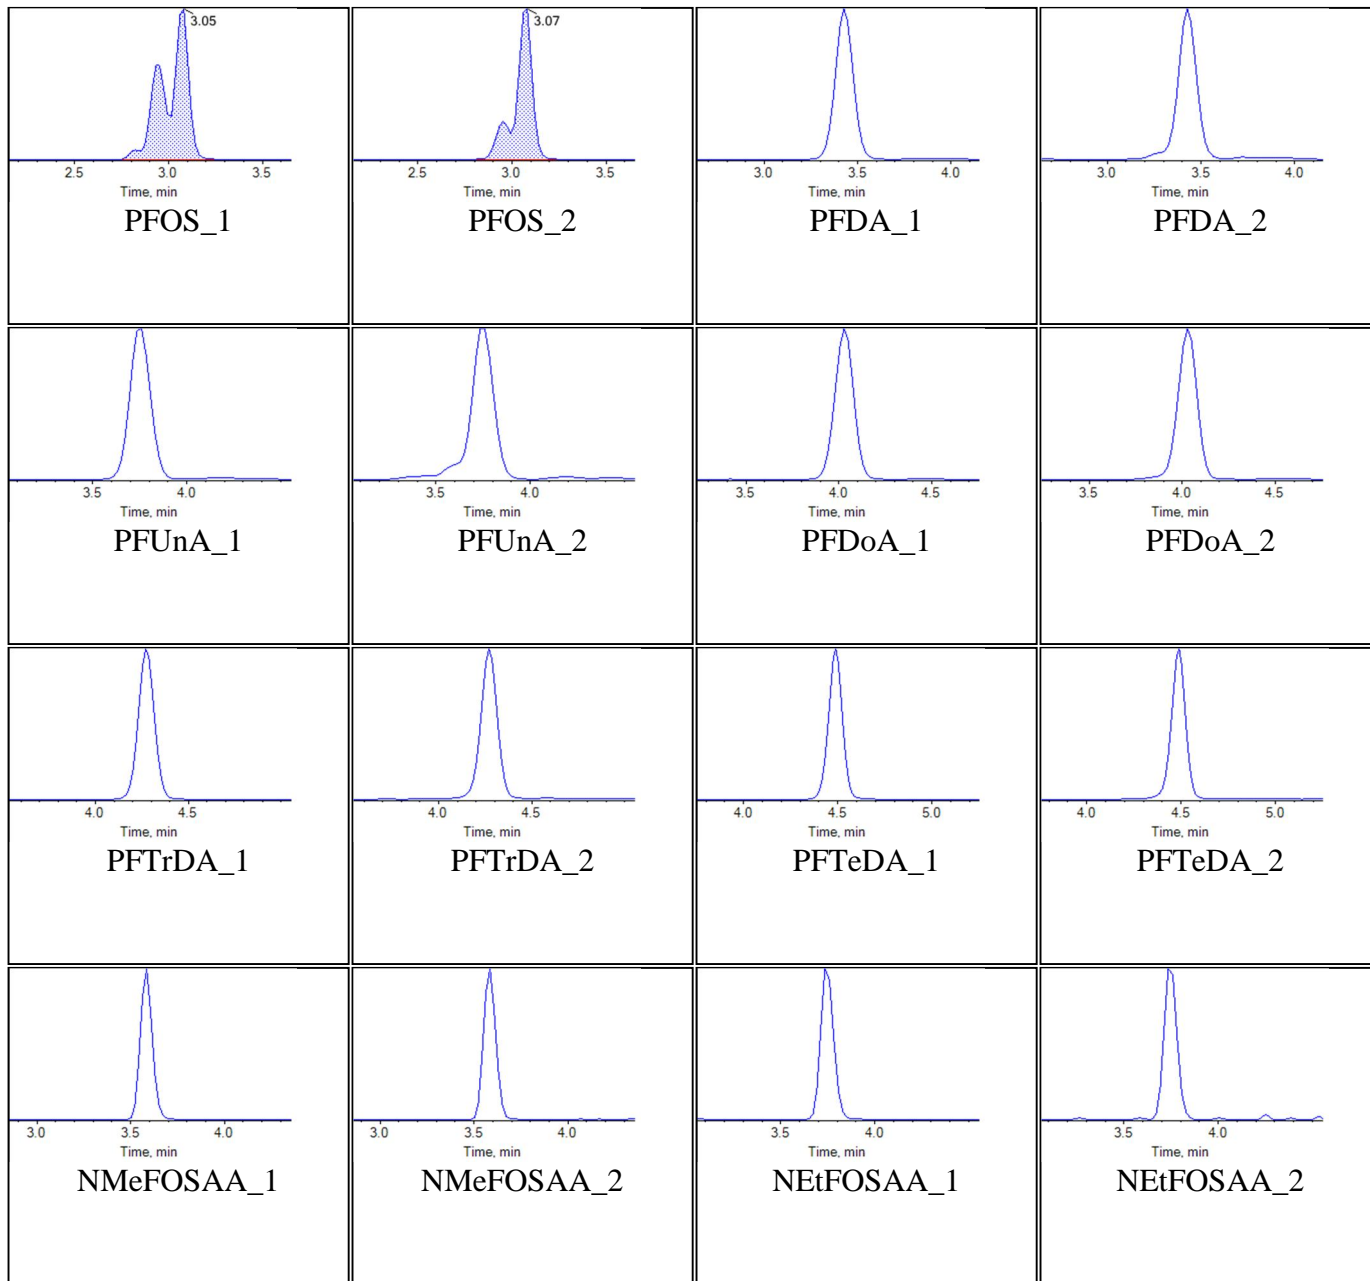 3.05
2.5 3.0 3.5
Time, min
PFOS_1
3.07
2.5 3.0 3.5
Time, min
PFOS_2
3.0 3.5 4.0
Time, min
PFDA_1
3.0 3.5 4.0
Time, min
PFDA_2
3.5 4.0
Time, min
PFUnA_1
3.5 4.0
Time, min
PFUnA_2
3.5 4.0 4.5
Time, min
PFDoA_1
3.5 4.0 4.5
Time, min
PFDoA_2
4.0 4.5
Time, min
PFTrDA_1
4.0 4.5
Time, min
PFTrDA_2
4.0 4.5 5.0
Time, min
PFTeDA_1
4.0 4.5 5.0
Time, min
PFTeDA_2
3.0 3.5 4.0
Time, min
NMeFOSAA_1
3.0 3.5 4.0
Time, min
NMeFOSAA_2
3.5 4.0
Time, min
NEtFOSAA_1
3.5 4.0
Time, min
NEtFOSAA_2